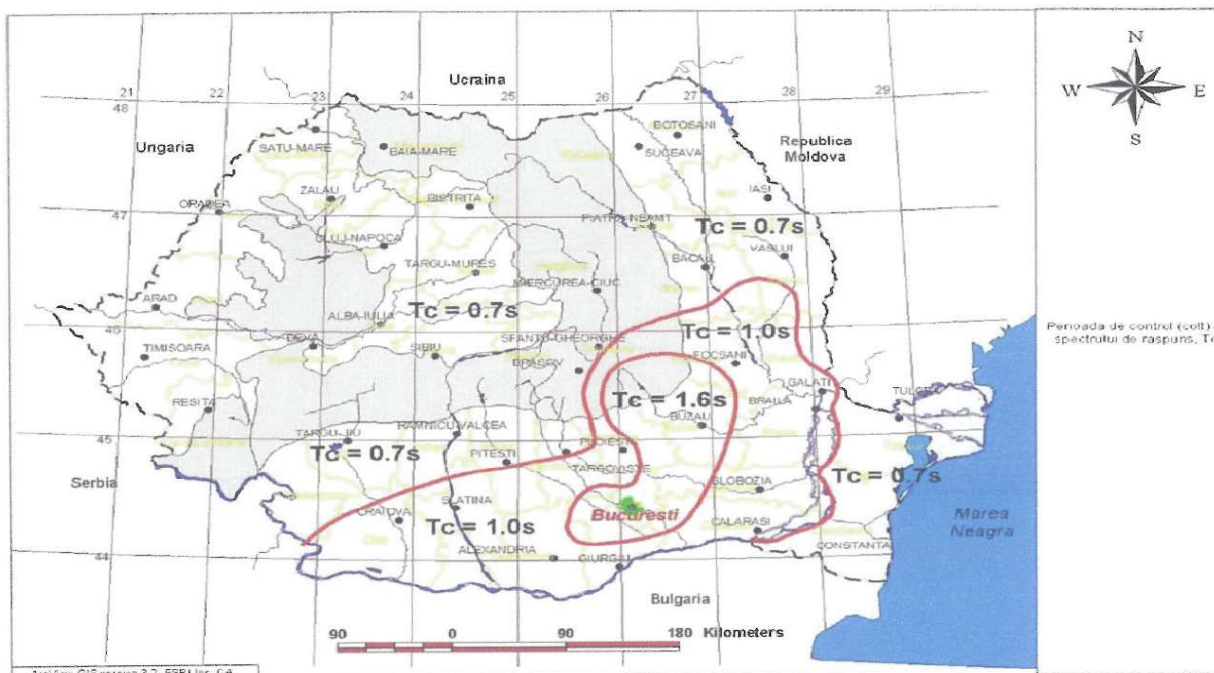 N
W E
S
Ucraina
21 22 23 24 25 26 27 28 29
48
BOTOSANI
Ungaria
SATU-MARE
BAIA-MARE
SUCEAVA
Republica
Moldova
ZALAU
BISTRITA
IASI
47
ORADEA
PIATRA-NEAMT
Tc = 0.7s
CLUJ-NAPOCA
VASLUI
TARGU-MURES
BACAU
MIERCUREA-CIUC
ARAD
Tc = 0.7s
ALBA-IULIA
46
Tc = 1.0s
Perioada de control (colt)
spectrului de raspuns, Tc
DEVA
SIBIU
SFANTU-GHEORGHE
TIMISOARA
BRASOV
FOCSANI
GALATI
TULCEA
Tc = 1.6s
BRAILA
RESITA
BUZAU
RAMNICU-VALCEA
45
TARGU-JIU
PLOIESTI
Tc = 0.7s
PITESTI
TARGOVISTE
Tc = 0.7s
Serbia
SLOBOZIA
SLATINA
Bucuresti
Marea
Neagra
CRAIOVA
Tc = 1.0s
CALARASI
CONSTANTA
44
ALEXANDRIA
GIURGIU
Bulgaria
90 0 90 180 Kilometers